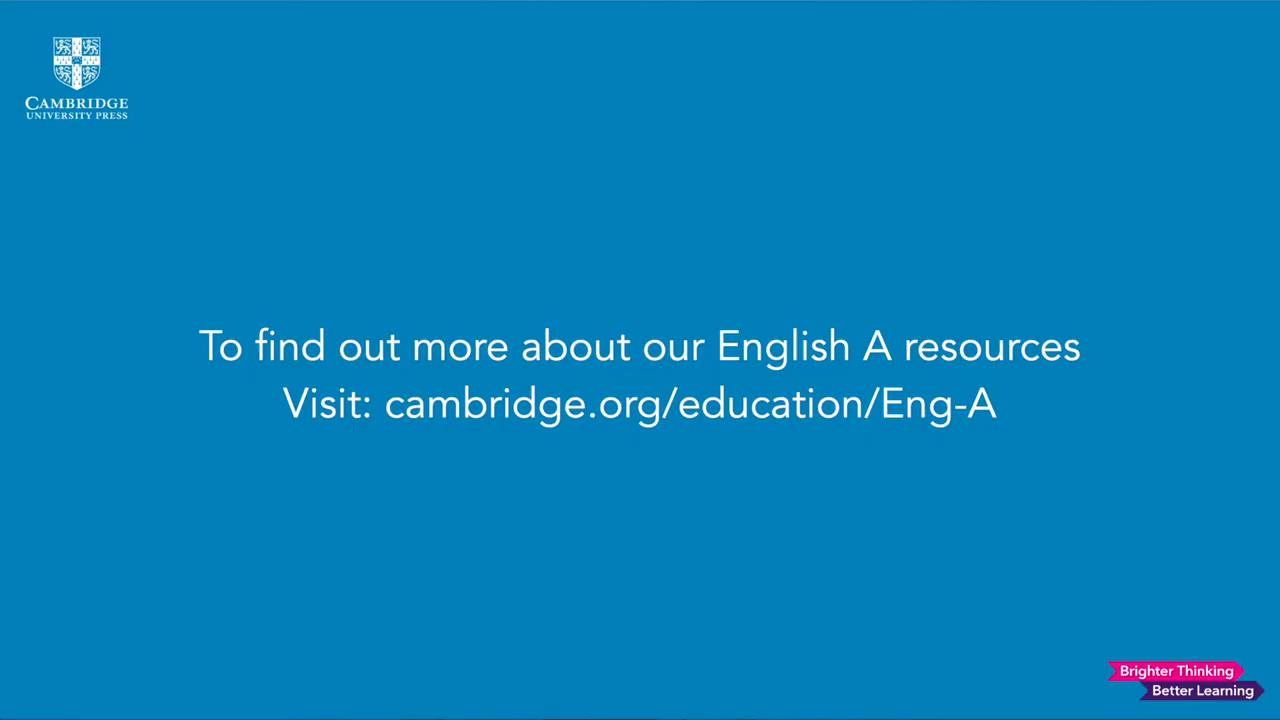 CAMBRIDGE
UNIVERSITY PRESS
To find out more about our English A resources
Visit: cambridge.org/education/Eng-A
Brighter Thinking
Better Learning